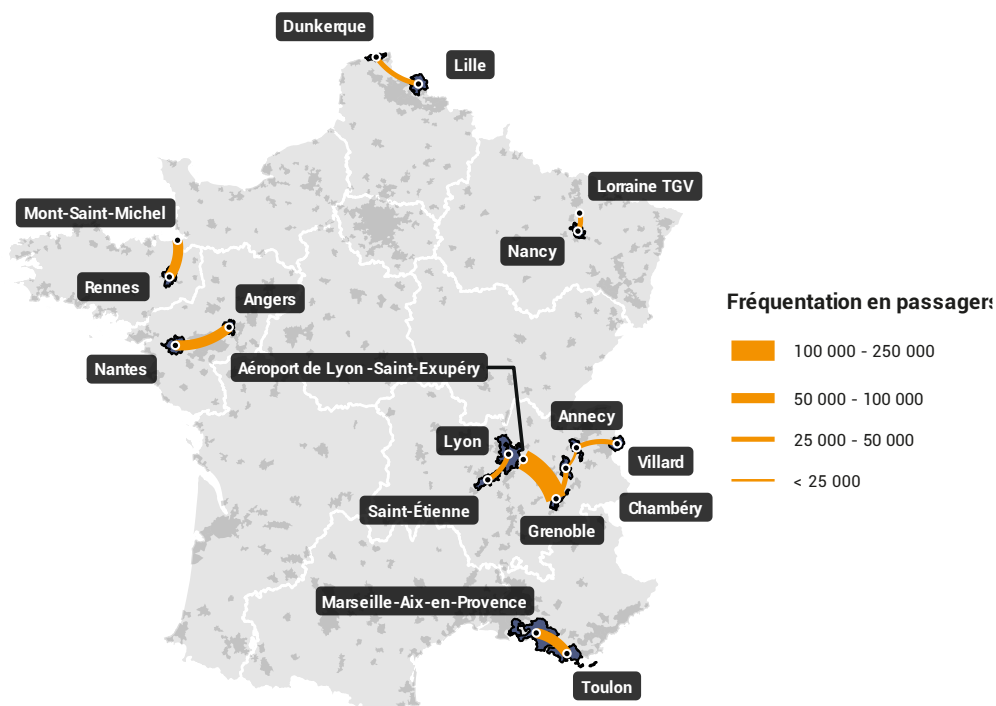 Dunkerque
Lille
Lorraine TGV
Mont-Saint-Michel
Nancy
Rennes
Angers
Fréquentation en passagers
100 000 - 250 000
Nantes
Aéroport de Lyon -Saint-Exupéry
50 000 - 100 000
Annecy
25 000 - 50 000
Lyon
Villard
< 25 000
Saint-Étienne
Chambéry
Grenoble
Marseille-Aix-en-Provence
Toulon